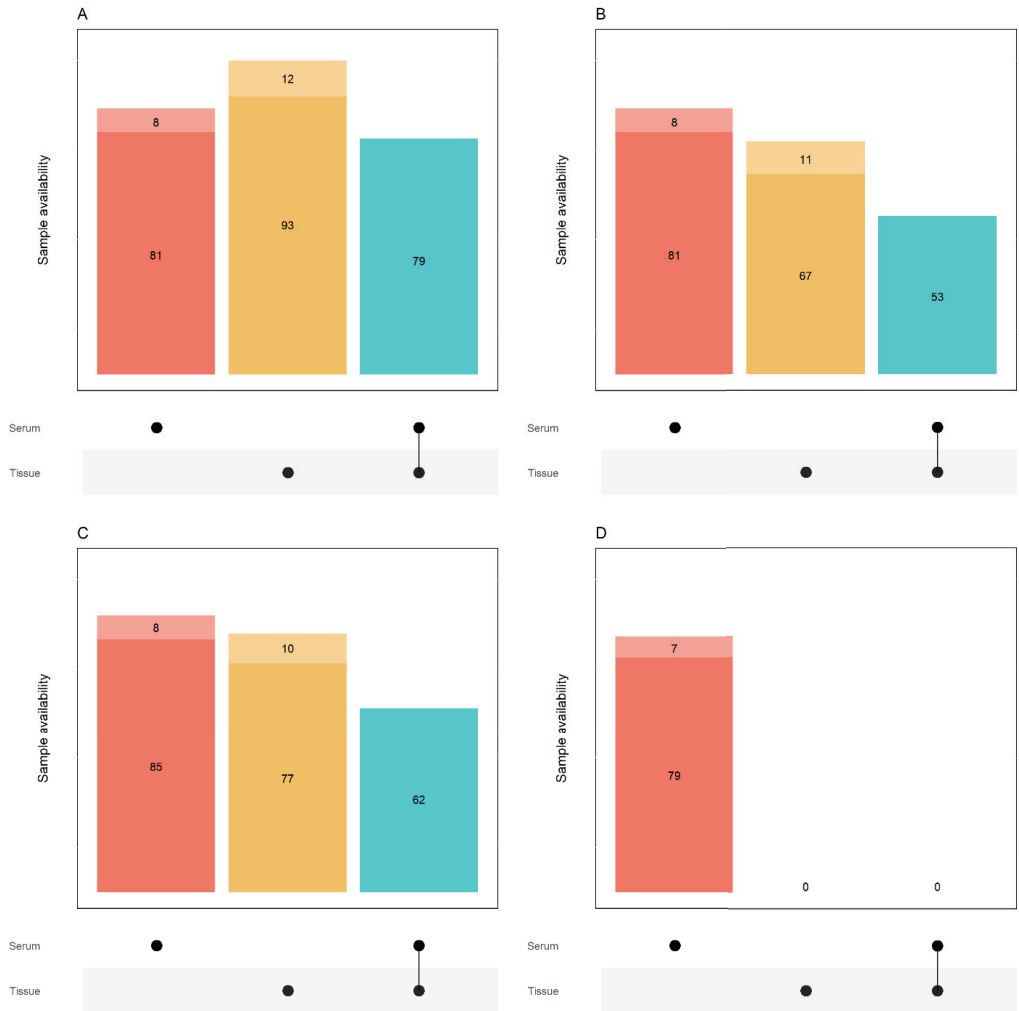 A
Sample availability
8
81
12
93
79
Serum
Tissue
B
Sample availability
8
81
11
67
53
Serum
Tissue
C
Sample availability
8
85
10
77
62
Serum
Tissue
D
Sample availability
7
79
0
0
Serum
Tissue